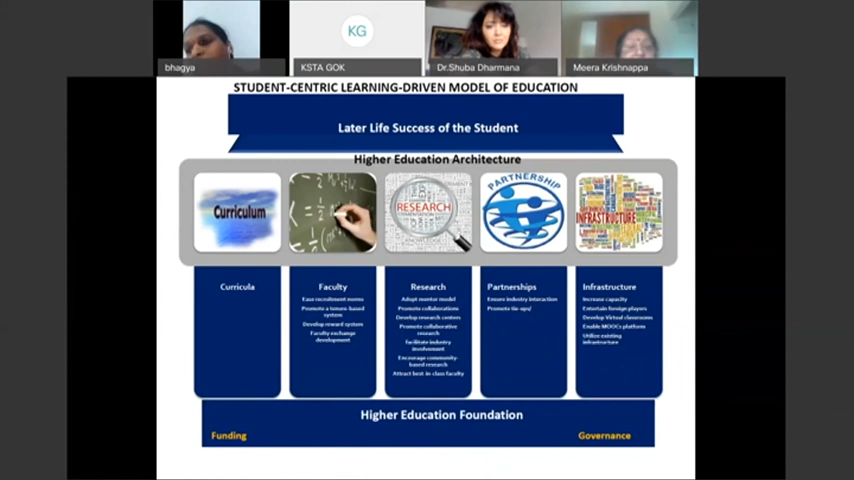 KG
bhagya
KSTA GOK
Dr.Shuba Dharmana
Meera Krishnappa
STUDENT-CENTRIC LEARNING-DRIVEN MODEL OF EDUCATION
Later Life Success of the Student
Higher Education Architecture
Curriculum
RESEARCH
PARTNERSHIP
INFRASTRUCTURE
Curricula
Faculty
Ease recruitment norms
Promote a tenure-based
system
Develop reward system
Faculty exchange
development
Research
Adopt mentor model
Promote collaborations
Develop research centers
Promote collaborative
research
facilitate industry
involvement
Encourage community-
based research
Attract best in class faculty
Partnerships
Ensure industry interaction
Promote tie-ups/
Infrastructure
Increase capacity
Entertain foreign players
Develop Virtual classrooms
Enable MOOCs platform
Utilize existing
infrastructure
Higher Education Foundation
Funding
Governance